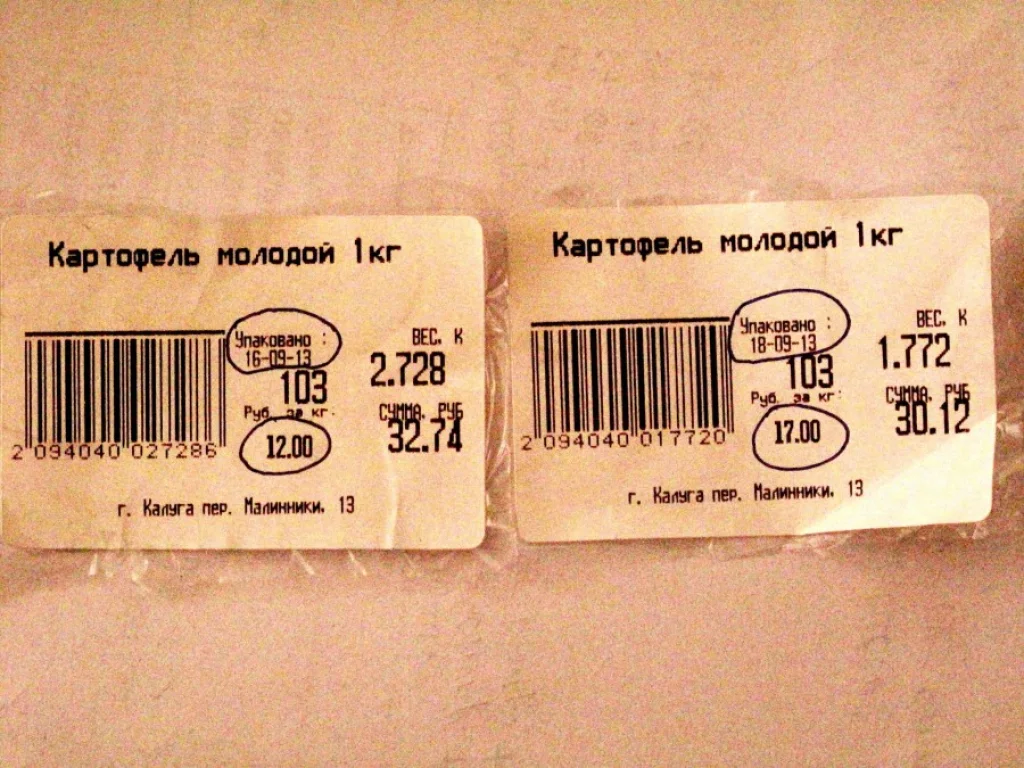 Картофель молодой 1кг
Упаковано :
16-09-13
ВЕС. К
2.728
103
Руб. за кг:
12.00
СУММА. РУБ
32.74
2 094040 027286
г. Калуга пер. Малинники. 13
Картофель молодой 1кг
Упаковано :
18-09-13
ВЕС. К
1.772
103
Руб. за кг:
17.00
СУММА. РУБ
30.12
2 094040 017720
г. Калуга пер. Малинники. 13